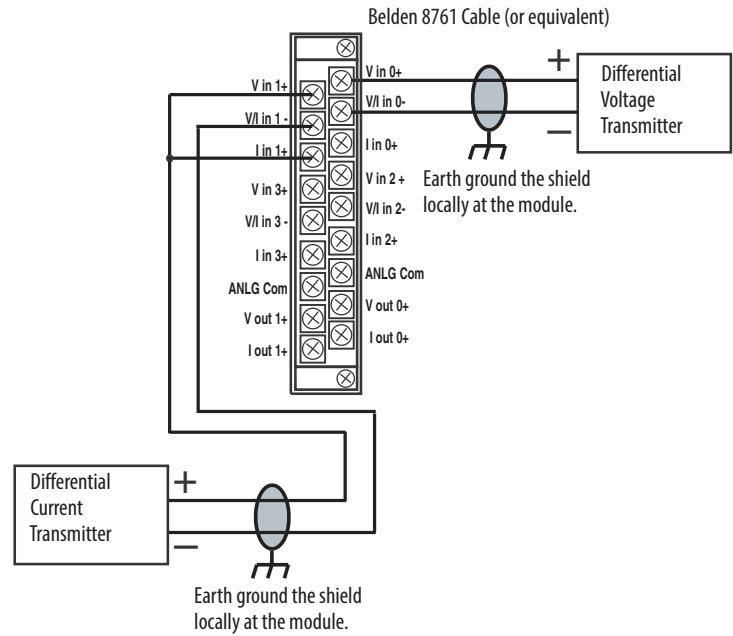 Belden 8761 Cable (or equivalent)
V in 0+
V/I in 0-
I in 0+
V in 2 +
V/I in 2-
I in 2+
ANLG Com
V out 0+
I out 0+
V in 1+
V/I in 1 -
I in 1+
V in 3+
V/I in 3 -
I in 3+
ANLG Com
V out 1+
I out 1+
+
−
Differential
Voltage
Transmitter
Earth ground the shield
locally at the module.
Differential
Current
Transmitter
+
−
Earth ground the shield
locally at the module.